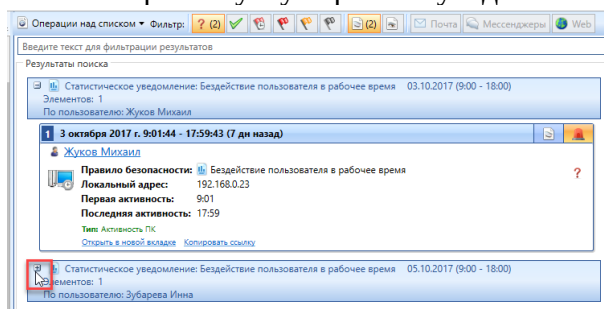 Операции над списком Фильтр: ? (2) (2) Почта Мессенджеры Web
Введите текст для фильтрации результатов
Результаты поиска
Статистическое уведомление: Бездействие пользователя в рабочее время 03.10.2017 (9:00 - 18:00)
Элементов: 1
По пользователю: Жуков Михаил
1 3 октября 2017 г. 9:01:44 - 17:59:43 (7 дн назад)
Жуков Михаил
Правило безопасности: Бездействие пользователя в рабочее время ?
Локальный адрес: 192.168.0.23
Первая активность: 9:01
Последняя активность: 17:59
Тип: Активность ПК
Открыть в новой вкладке Копировать ссылку
Статистическое уведомление: Бездействие пользователя в рабочее время 05.10.2017 (9:00 - 18:00)
Элементов: 1
По пользователю: Зубарева Инна